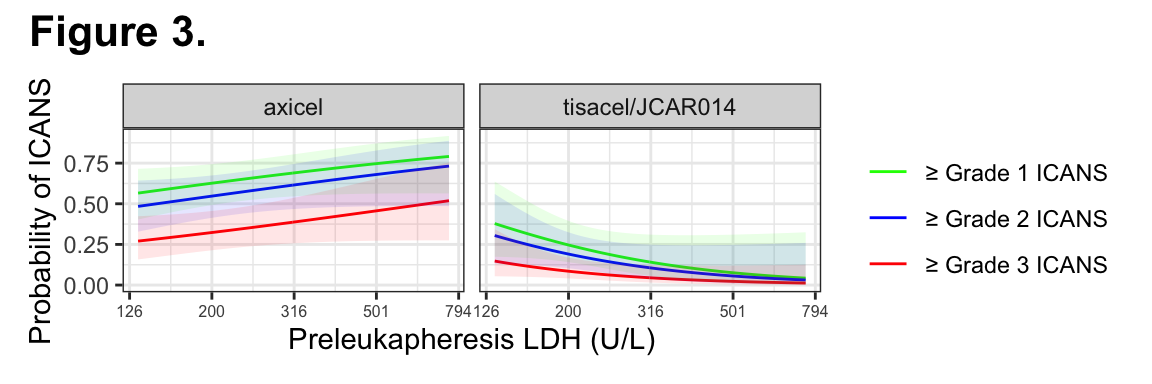 Figure 3.
axicel
tisacel/JCAR014
Probability of ICANS
0.75
0.50
0.25
0.00
126 200 316 501 794
126 200 316 501 794
Preleukapheresis LDH (U/L)
≥ Grade 1 ICANS
≥ Grade 2 ICANS
≥ Grade 3 ICANS